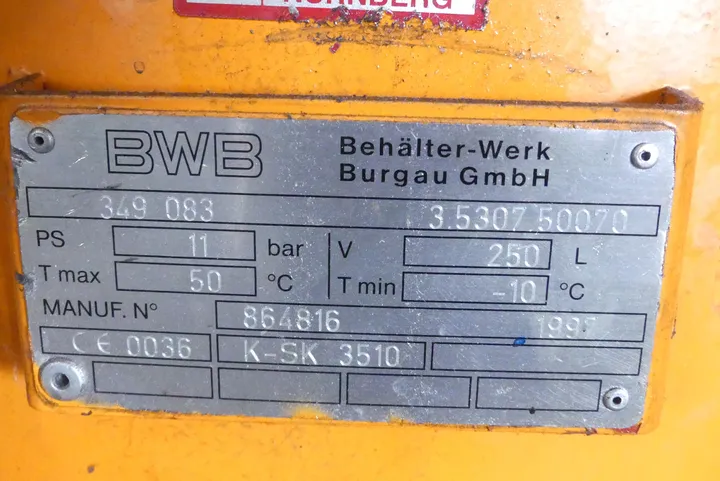 NÜRNBERG
BWB
Behälter-Werk
Burgau GmbH
349 083 3.5307.50070
PS 11 bar V 250 L
T max 50 °C T min -10 °C
MANUF. N° 864816
CE 0036 K-SK 3510 -